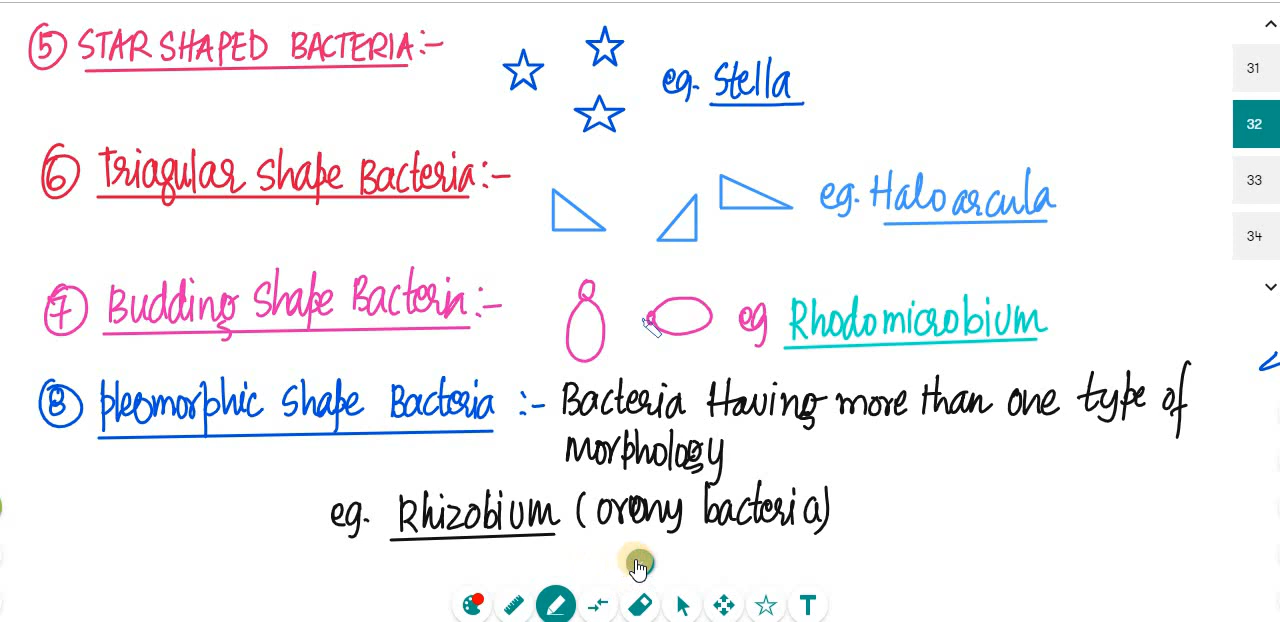 ⑤ STAR SHAPED BACTERIA:-
eg. Stella
31
32
⑥ Triagular Shape Bacteria:-
eg. Haloarcula
33
34
⑦ Budding Shape Bacteria:-
eg Rhodomicrobium
⑧ pleomorphic Shape Bacteria :- Bacteria Having more than one type of
morphology
eg. Rhizobium ( bacteria)
T